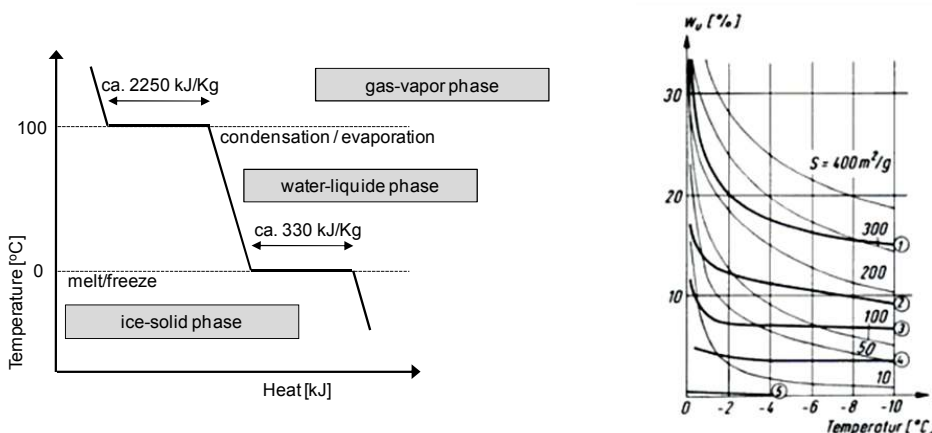 ca. 2250 kJ/Kg
gas-vapor phase
100
condensation / evaporation
water-liquide phase
ca. 330 kJ/Kg
0
melt/freeze
ice-solid phase
Temperature [°C]
Heat [kJ]
wᵤ [%]
30
20
10
S = 400 m²/g
300
①
200
②
100
③
50
④
10
⑤
0 -2 -4 -6 -8 -10
Temperatur [°C]